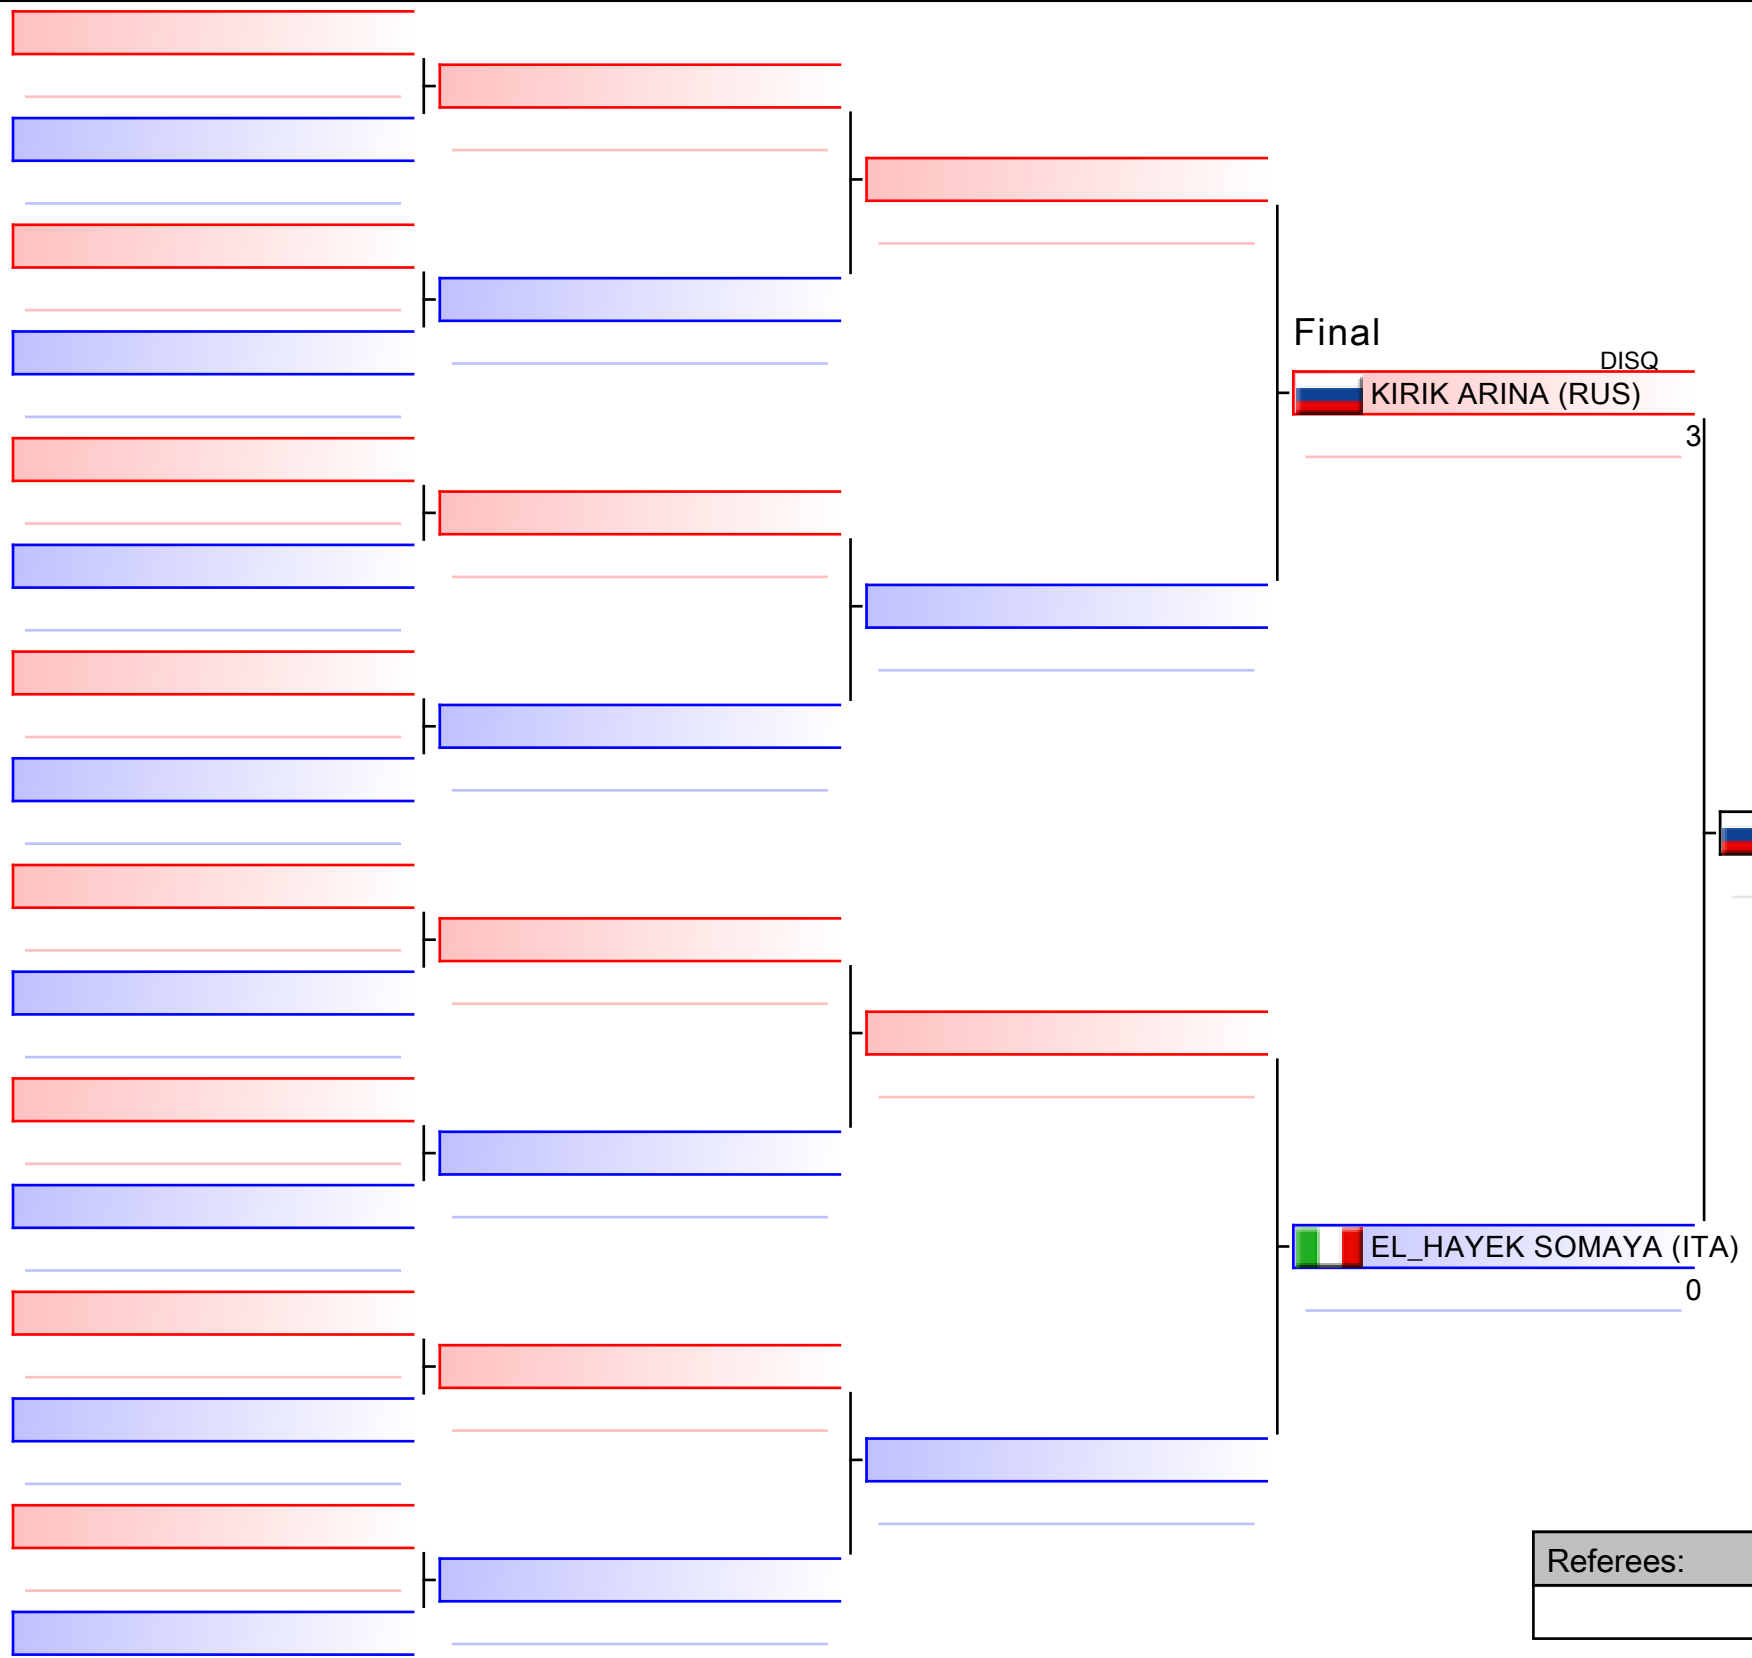 Final
DISQ
KIRIK ARINA (RUS)
3
EL_HAYEK SOMAYA (ITA)
0
Referees: